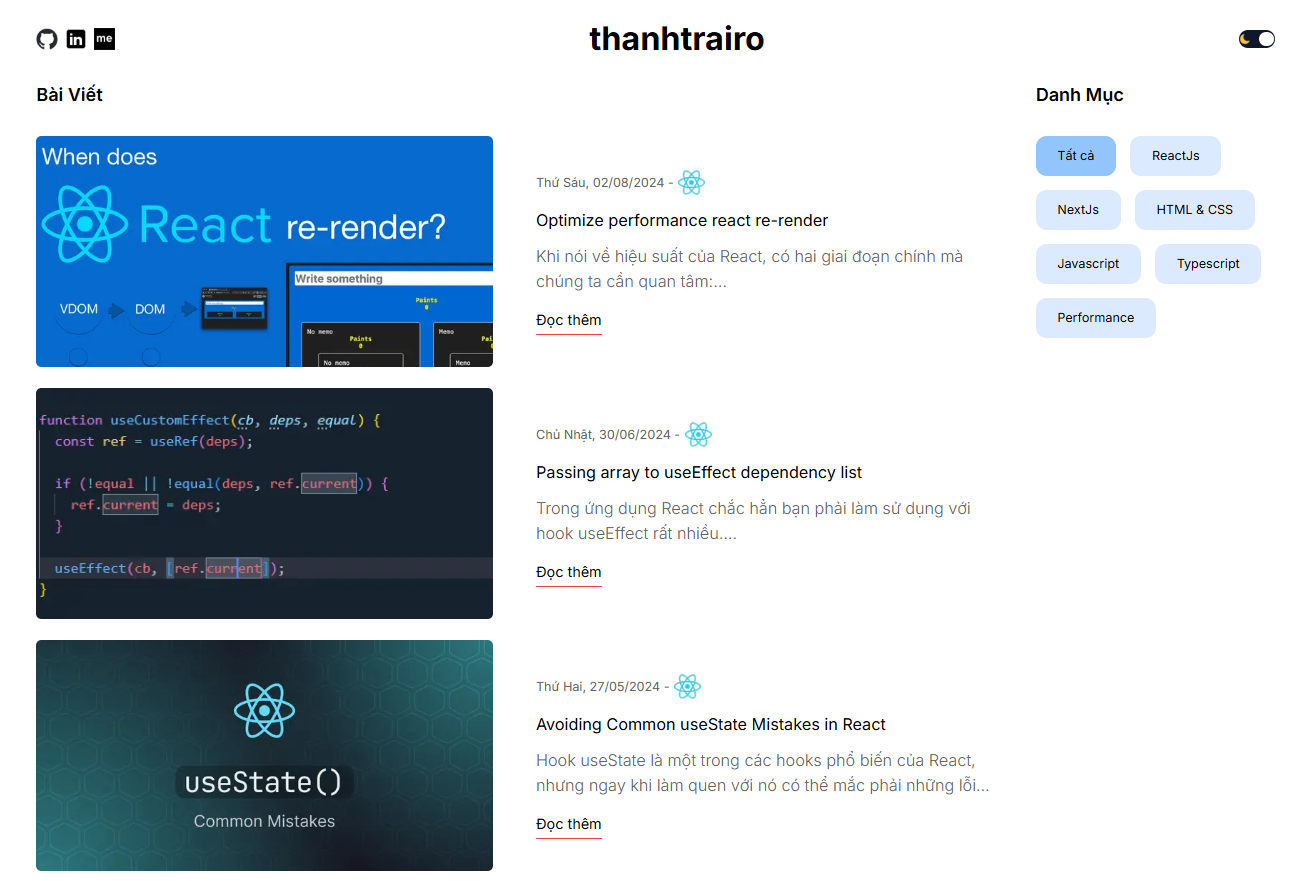 in
me
thanhtrairo
Bài Viết
Danh Mục
When does
React re-render?
Write something
Points
0
VDOM
DOM
No memo
Points
0
No memo
Memo
Memo
Thứ Sáu, 02/08/2024 -
Optimize performance react re-render
Khi nói về hiệu suất của React, có hai giai đoạn chính mà
chúng ta cần quan tâm:...
Đọc thêm
Tất cả
ReactJs
NextJs
HTML & CSS
Javascript
Typescript
Performance
function useCustomEffect(cb, deps, equal) {
const ref = useRef(deps);
if (!equal || !equal(deps, ref.current)) {
ref.current = deps;
}
useEffect(cb, [ref.current]);
}
Chủ Nhật, 30/06/2024 -
Passing array to useEffect dependency list
Trong ứng dụng React chắc hẳn bạn phải làm sử dụng với
hook useEffect rất nhiều....
Đọc thêm
useState()
Common Mistakes
Thứ Hai, 27/05/2024 -
Avoiding Common useState Mistakes in React
Hook useState là một trong các hooks phổ biến của React,
nhưng ngay khi làm quen với nó có thể mắc phải những lỗi...
Đọc thêm